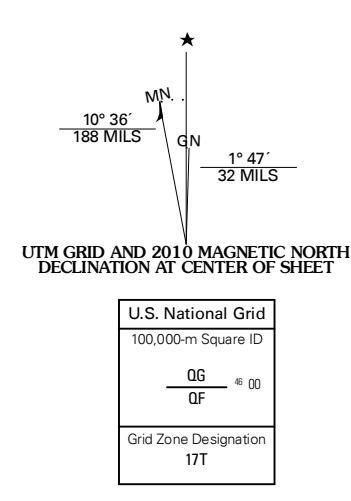 ★
MN
10° 36´
188 MILS
GN
1° 47´
32 MILS
UTM GRID AND 2010 MAGNETIC NORTH
DECLINATION AT CENTER OF SHEET
U.S. National Grid
100,000-m Square ID
QG
46 00
QF
Grid Zone Designation
17T